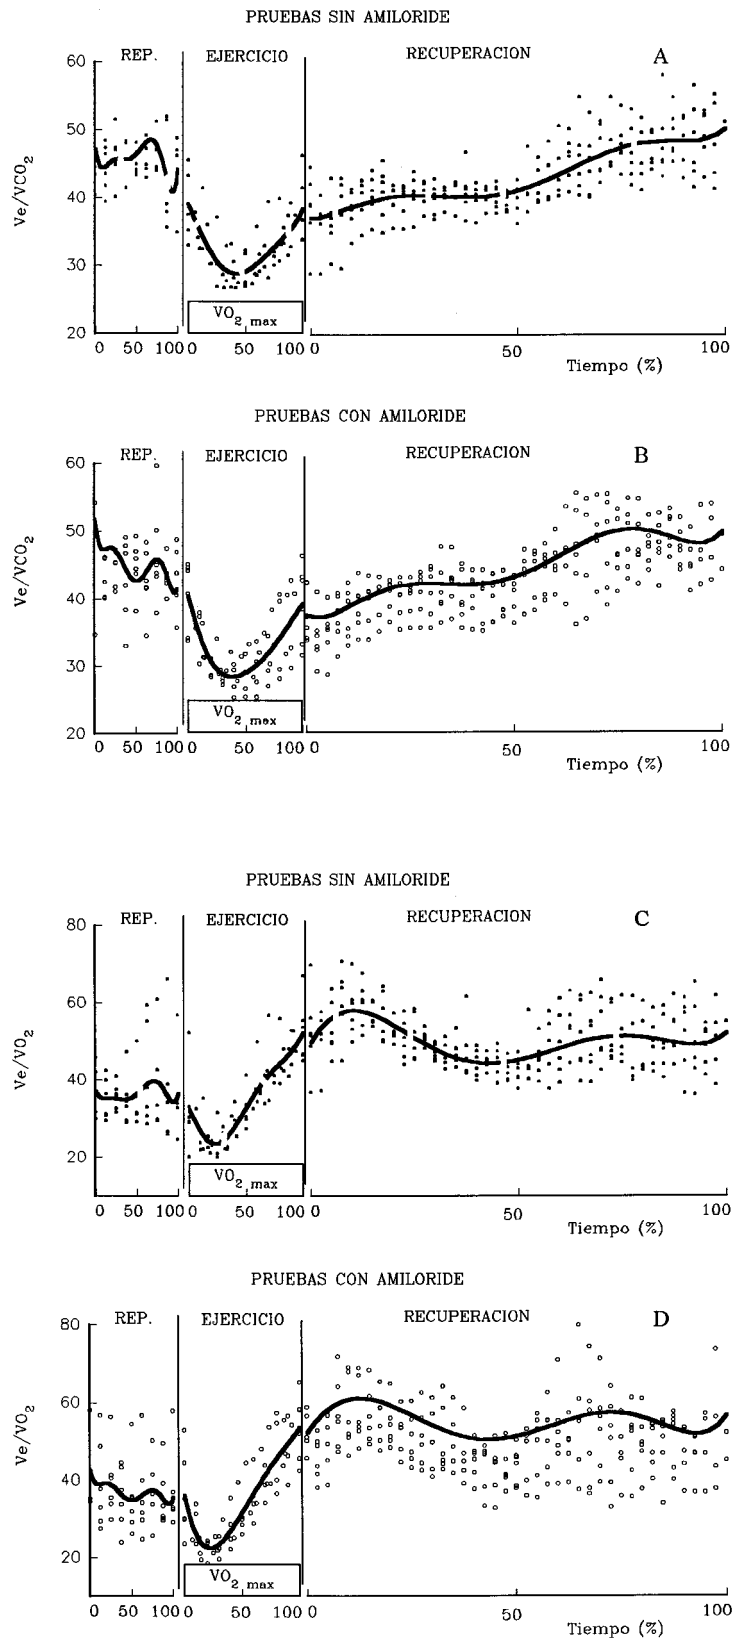 PRUEBAS SIN AMILORIDE
REP. EJERCICIO RECUPERACION A
60
50
40
30
20
Ve/VCO2
VO2 max
0 50 100 0 50 100 0 50 100
Tiempo (%)
PRUEBAS CON AMILORIDE
REP. EJERCICIO RECUPERACION B
60
50
40
30
20
Ve/VCO2
VO2 max
0 50 100 0 50 100 0 50 100
Tiempo (%)
PRUEBAS SIN AMILORIDE
REP. EJERCICIO RECUPERACION C
80
60
40
20
Ve/VO2
VO2 max
0 50 100 0 50 100 0 50 100
Tiempo (%)
PRUEBAS CON AMILORIDE
REP. EJERCICIO RECUPERACION D
80
60
40
20
Ve/VO2
VO2 max
0 50 100 0 50 100 0 50 100
Tiempo (%)